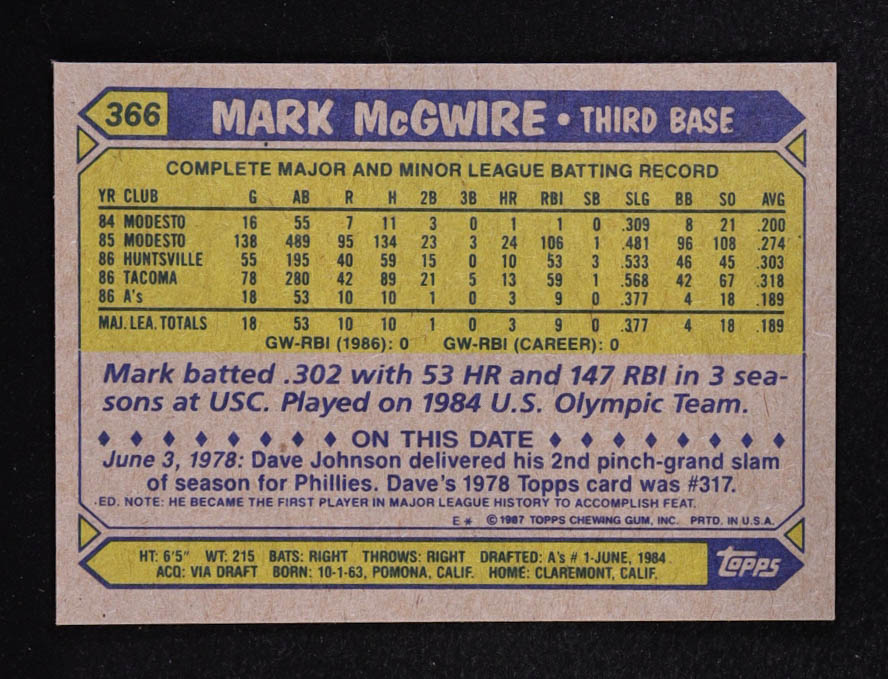 366 MARK McGWIRE • THIRD BASE
COMPLETE MAJOR AND MINOR LEAGUE BATTING RECORD
YR CLUB G AB R H 2B 3B HR RBI SB SLG BB SO AVG
84 MODESTO 16 55 7 11 3 0 1 1 0 .309 8 21 .200
85 MODESTO 138 489 95 134 23 3 24 106 1 .481 96 108 .274
86 HUNTSVILLE 55 195 40 59 15 0 10 53 3 .533 46 45 .303
86 TACOMA 78 280 42 89 21 5 13 59 1 .568 42 67 .318
86 A's 18 53 10 10 1 0 3 9 0 .377 4 18 .189
MAJ. LEA. TOTALS 18 53 10 10 1 0 3 9 0 .377 4 18 .189
GW-RBI (1986): 0 GW-RBI (CAREER): 0
Mark batted .302 with 53 HR and 147 RBI in 3 sea-
sons at USC. Played on 1984 U.S. Olympic Team.
ON THIS DATE
June 3, 1978: Dave Johnson delivered his 2nd pinch-grand slam
of season for Phillies. Dave's 1978 Topps card was #317.
ED. NOTE: HE BECAME THE FIRST PLAYER IN MAJOR LEAGUE HISTORY TO ACCOMPLISH FEAT.
E* © 1987 TOPPS CHEWING GUM, INC. PRTD. IN U.S.A.
HT: 6'5" WT: 215 BATS: RIGHT THROWS: RIGHT DRAFTED: A's # 1-JUNE, 1984
ACQ: VIA DRAFT BORN: 10-1-63, POMONA, CALIF. HOME: CLAREMONT, CALIF.
Topps